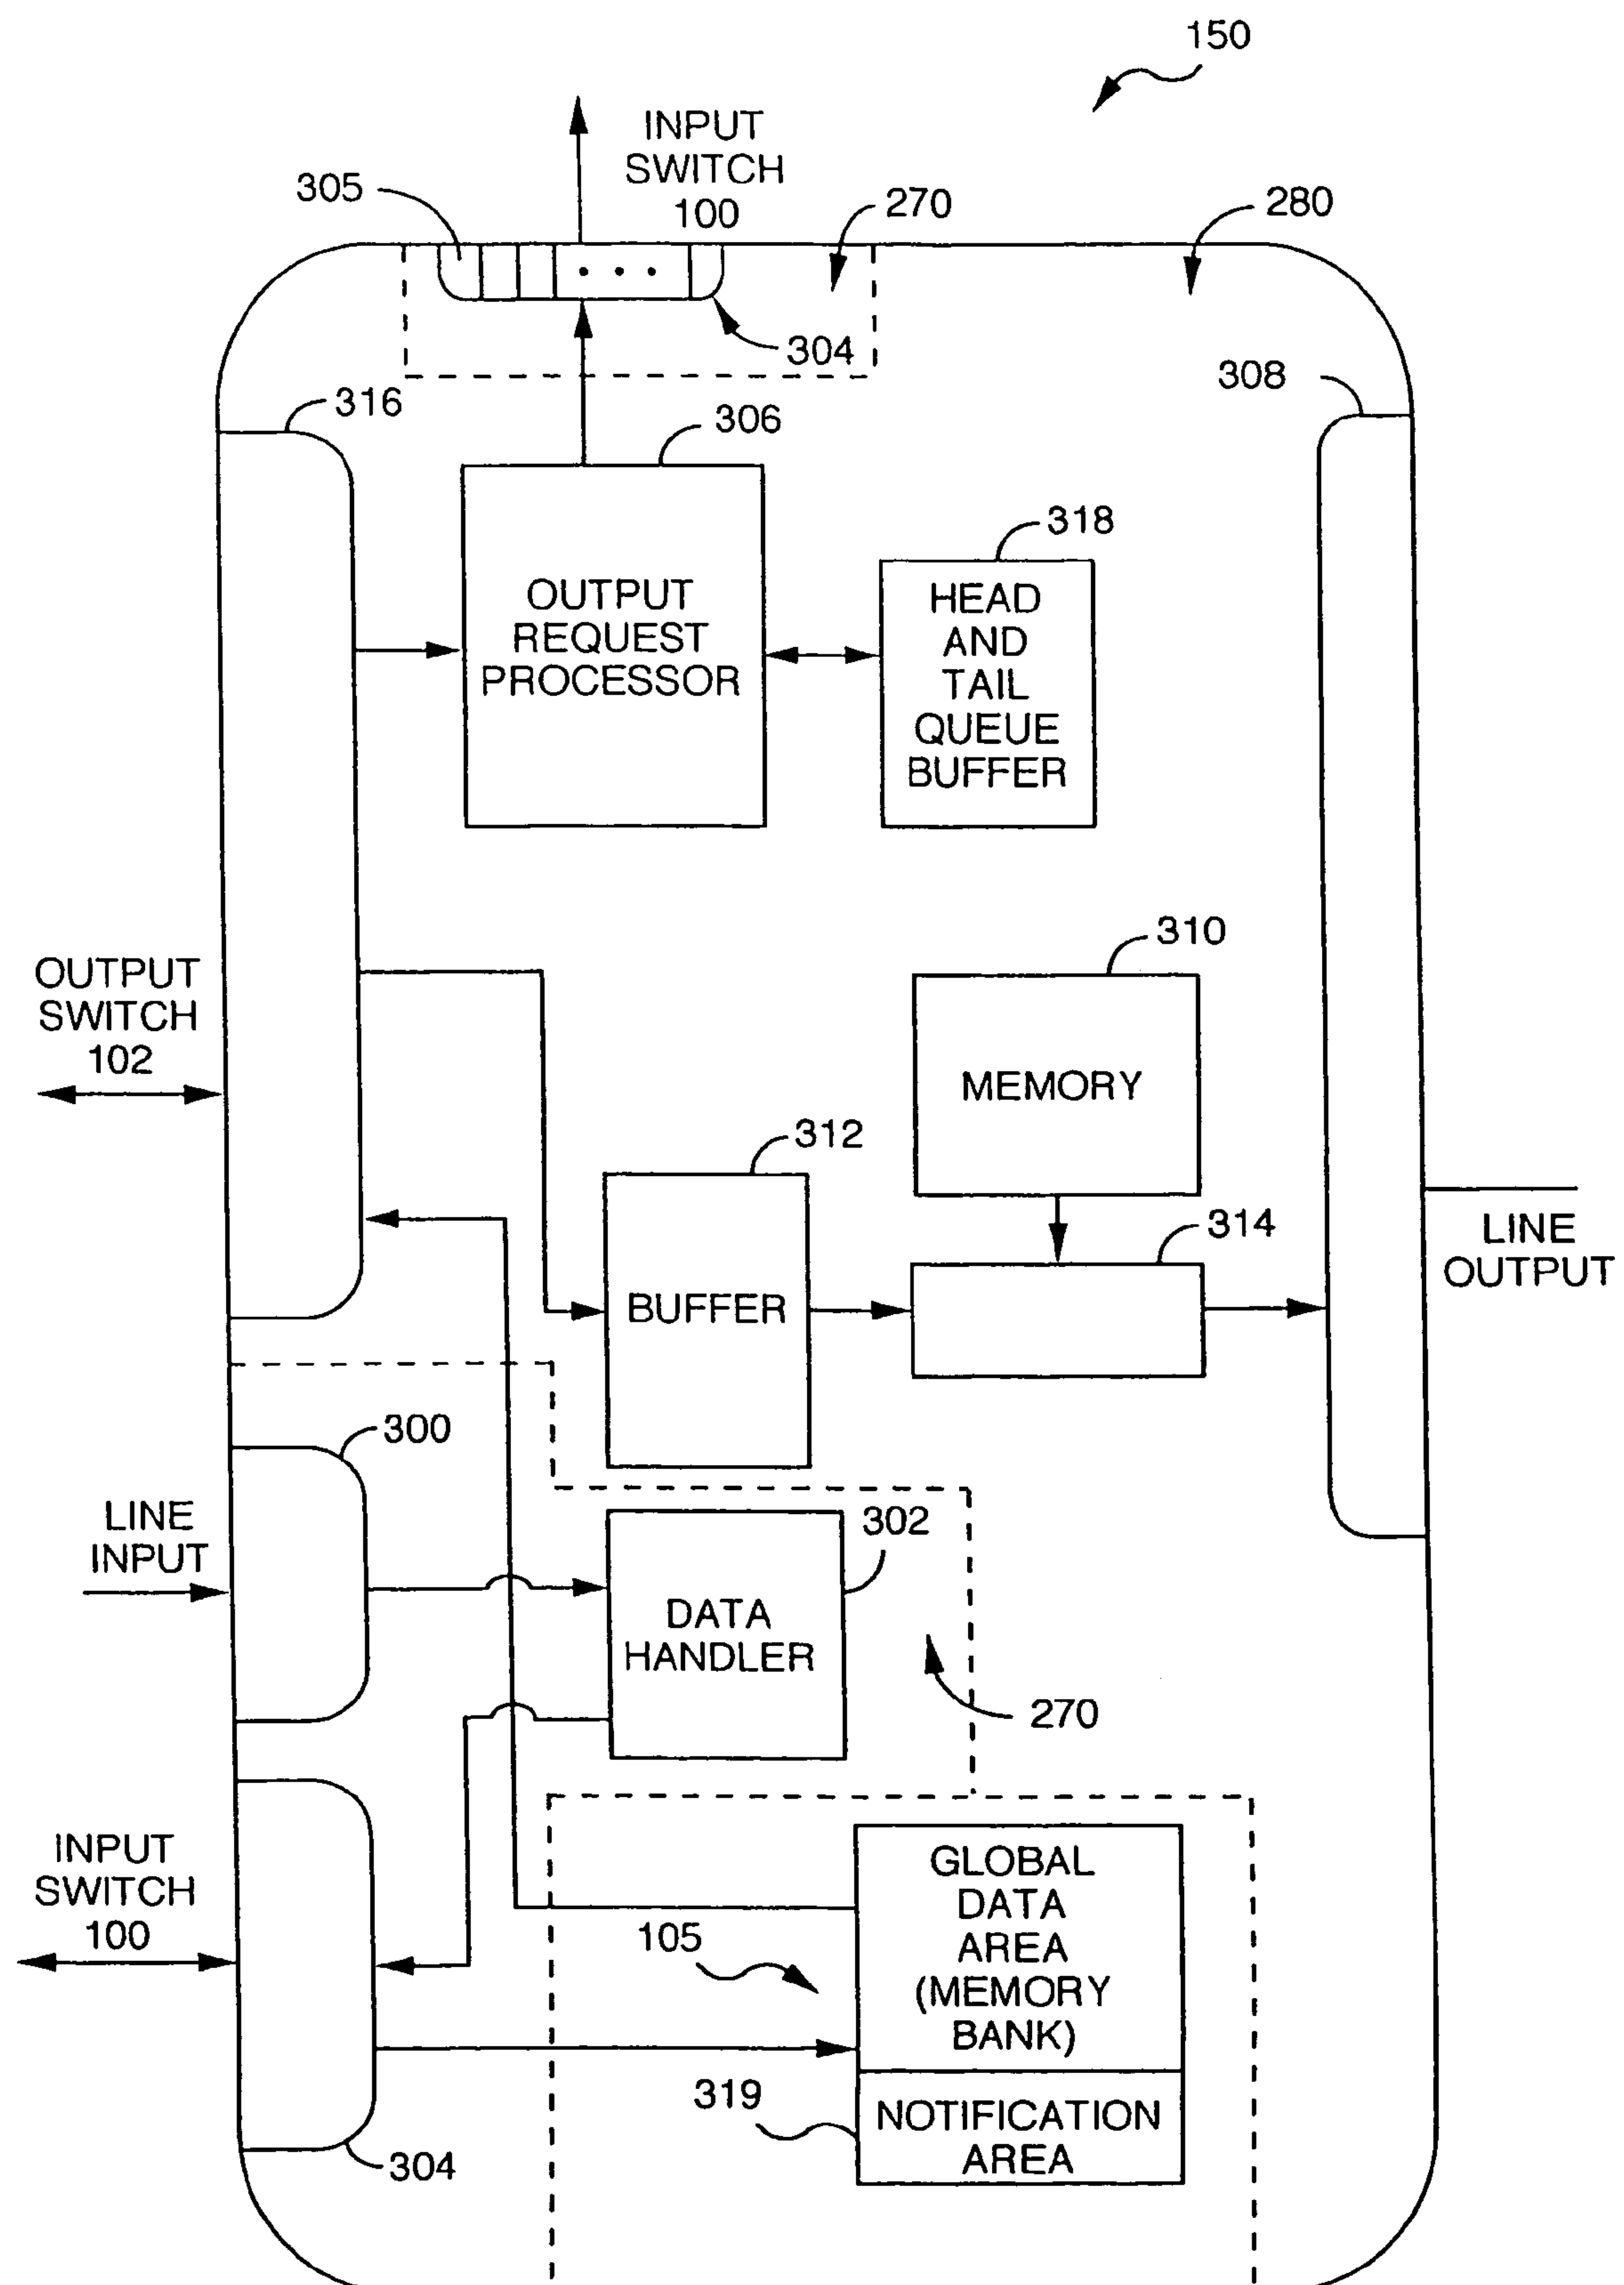 150
INPUT
SWITCH
100
305
270
280
304
308
316
306
318
OUTPUT
REQUEST
PROCESSOR
HEAD
AND
TAIL
QUEUE
BUFFER
310
OUTPUT
SWITCH
102
MEMORY
312
314
LINE
OUTPUT
BUFFER
300
302
LINE
INPUT
DATA
HANDLER
270
INPUT
SWITCH
100
GLOBAL
DATA
AREA
(MEMORY
BANK)
105
319
NOTIFICATION
AREA
304